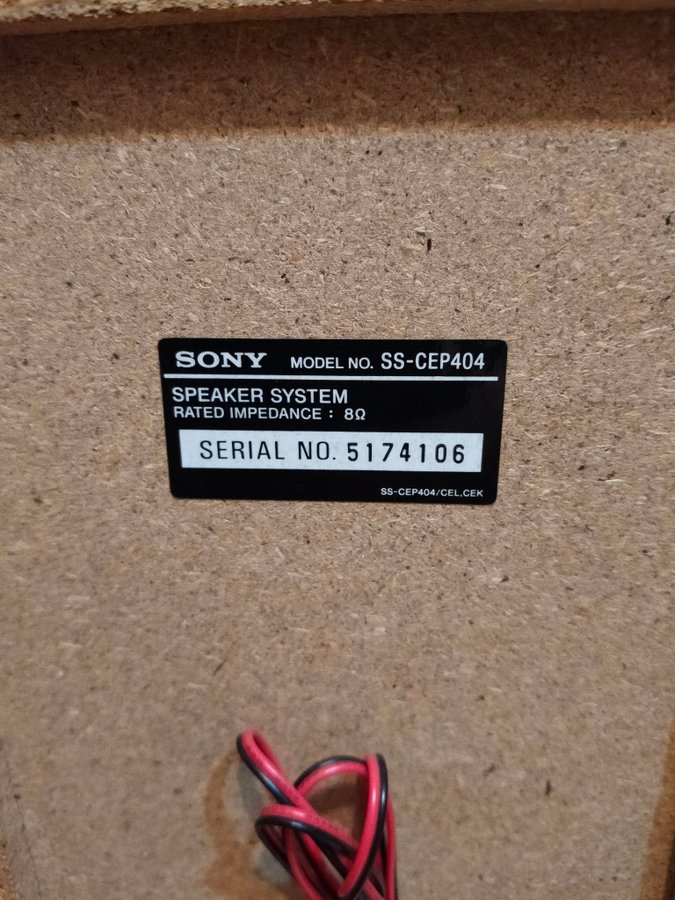 SONY MODEL NO. SS-CEP404
SPEAKER SYSTEM
RATED IMPEDANCE : 8Ω
SERIAL NO. 5174106
SS-CEP404/CEL,CEK